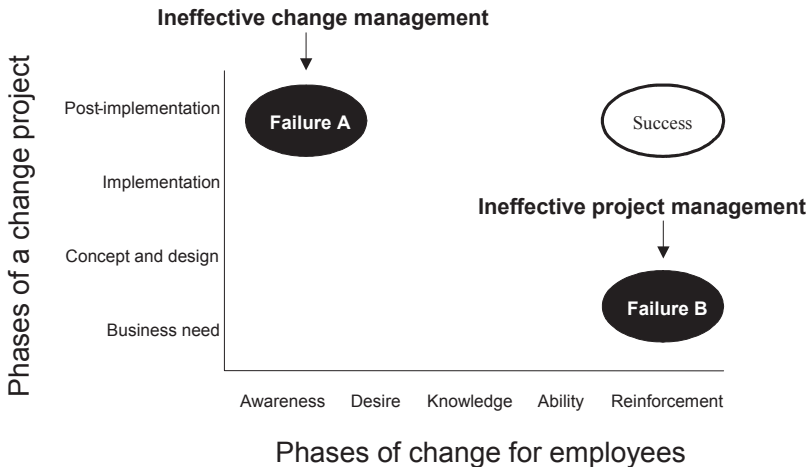 Ineffective change management
Phases of a change project
Post-implementation
Failure A
Success
Implementation
Ineffective project management
Concept and design
Failure B
Business need
Awareness Desire Knowledge Ability Reinforcement
Phases of change for employees